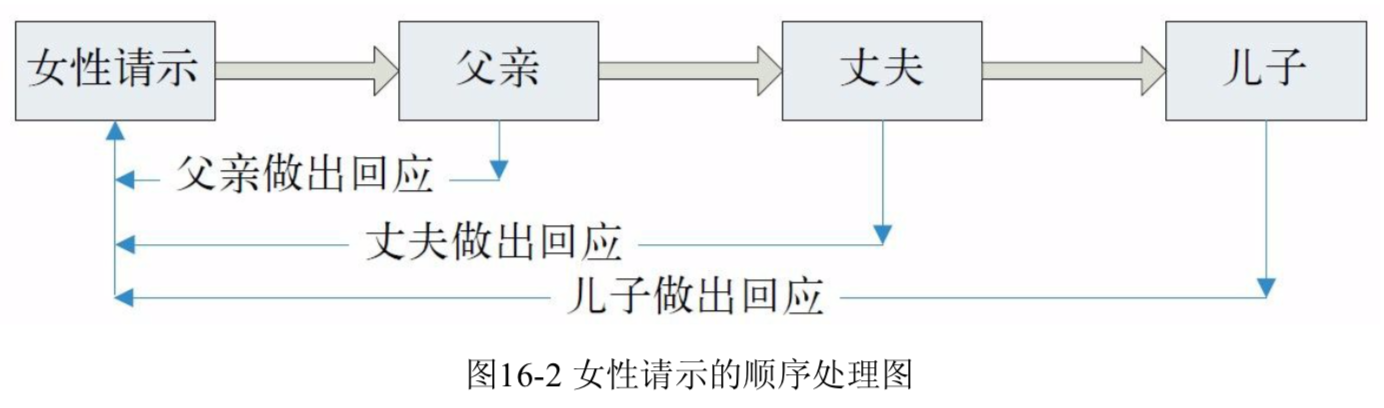 女性请示
父亲
丈夫
儿子
父亲做出回应
丈夫做出回应
儿子做出回应
图16-2 女性请示的顺序处理图